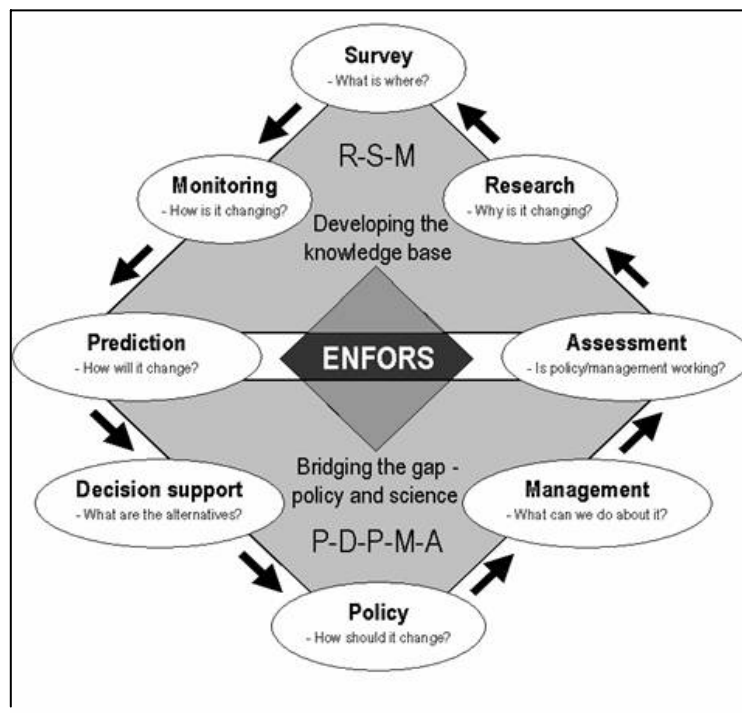 Survey
- What is where?
R-S-M
Monitoring
- How is it changing?
Research
- Why is it changing?
Developing the
knowledge base
Prediction
- How will it change?
ENFORS
Assessment
- Is policy/management working?
Bridging the gap -
policy and science
Decision support
- What are the alternatives?
Management
- What can we do about it?
P-D-P-M-A
Policy
- How should it change?